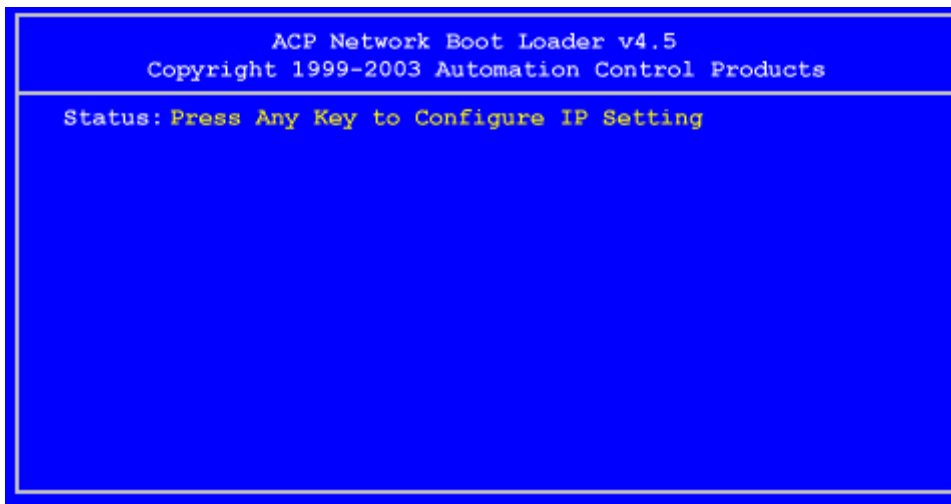 ACP Network Boot Loader v4.5
Copyright 1999-2003 Automation Control Products
Status: Press Any Key to Configure IP Setting